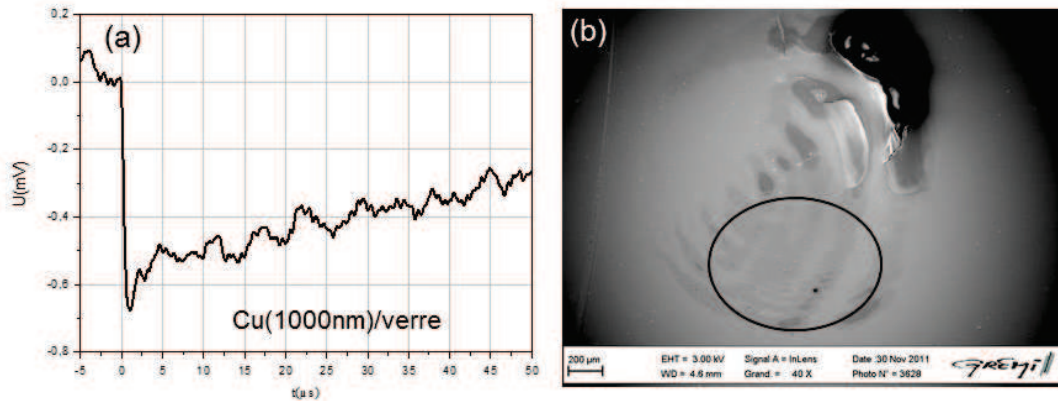 (a)
0.2
0.0
-0.2
-0.4
-0.6
-0.8
U(mV)
Cu(1000nm)/verre
-5 0 5 10 15 20 25 30 35 40 45 50
t(µs)
(b)
200 µm
EHT = 3.00 kV Signal A = InLens Date :30 Nov 2011
WD = 4.6 mm Grand. = 40 X Photo N° = 3628
GREMI